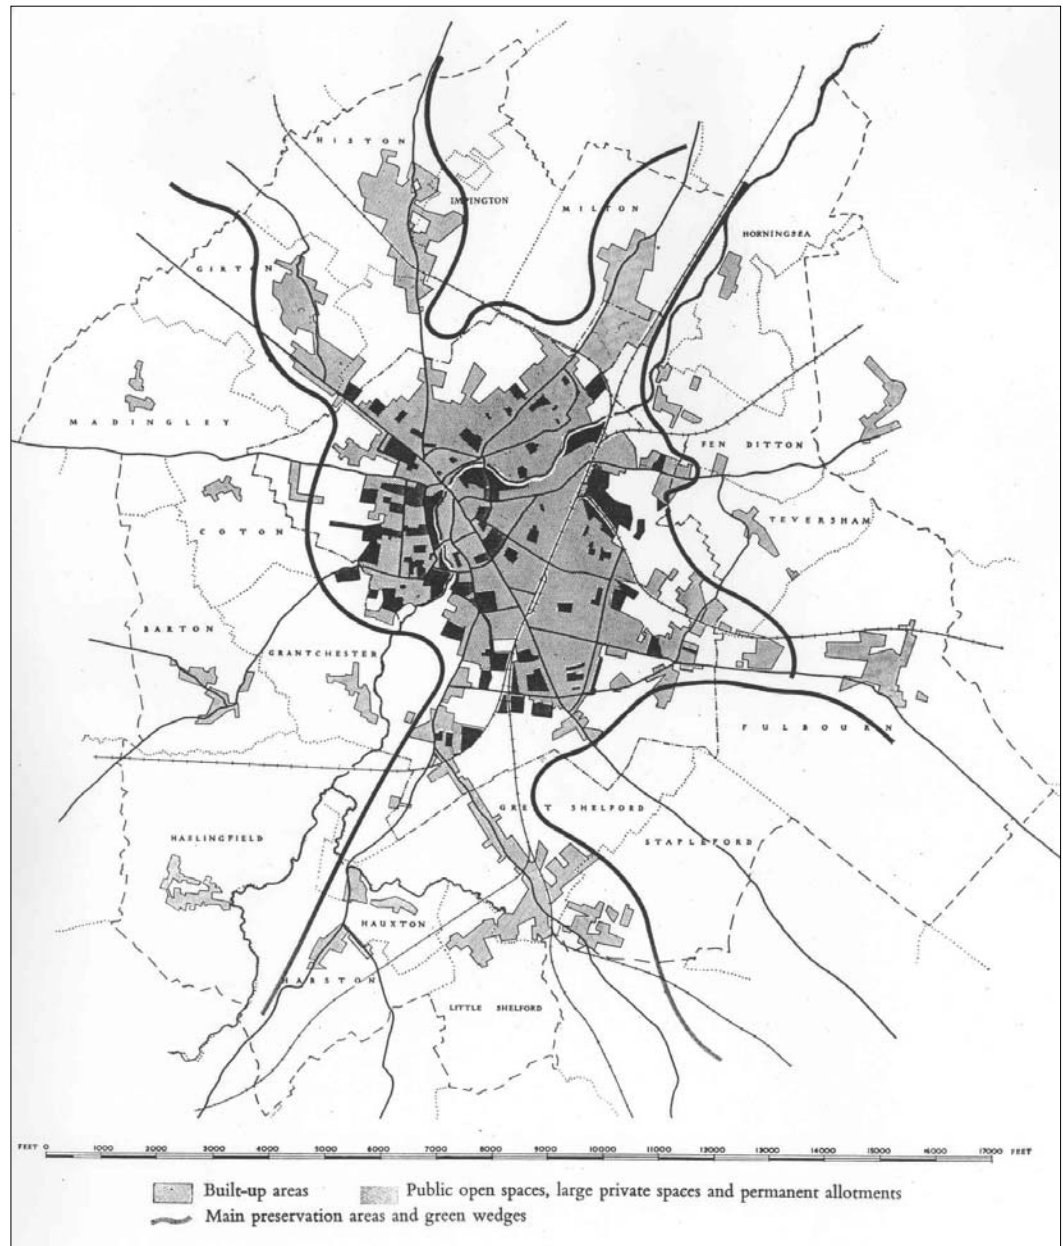 HISTON
IMPINGTON
MILTON
HORNINGSEA
GIRTON
MADINGLEY
FEN DITTON
TEVERSHAM
COTON
BARTON
GRANTCHESTER
FULBOURN
GREAT SHELFORD
STAPLEFORD
HASLINGFIELD
HAUXTON
HARSTON
LITTLE SHELFORD
FEET 0 1000 2000 3000 4000 5000 6000 7000 8000 9000 10000 11000 12000 13000 14000 15000 16000 17000 FEET
Built-up areas Public open spaces, large private spaces and permanent allotments
Main preservation areas and green wedges